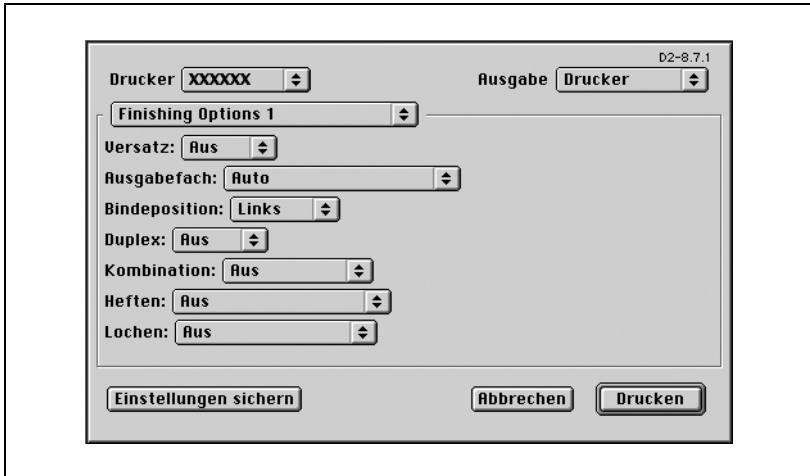 D2-8.7.1
Drucker XXXXXX Ausgabe Drucker
Finishing Options 1
Versatz: Aus
Ausgabefach: Auto
Bindeposition: Links
Duplex: Aus
Kombination: Aus
Heften: Aus
Lochen: Aus
Einstellungen sichern Abbrechen Drucken